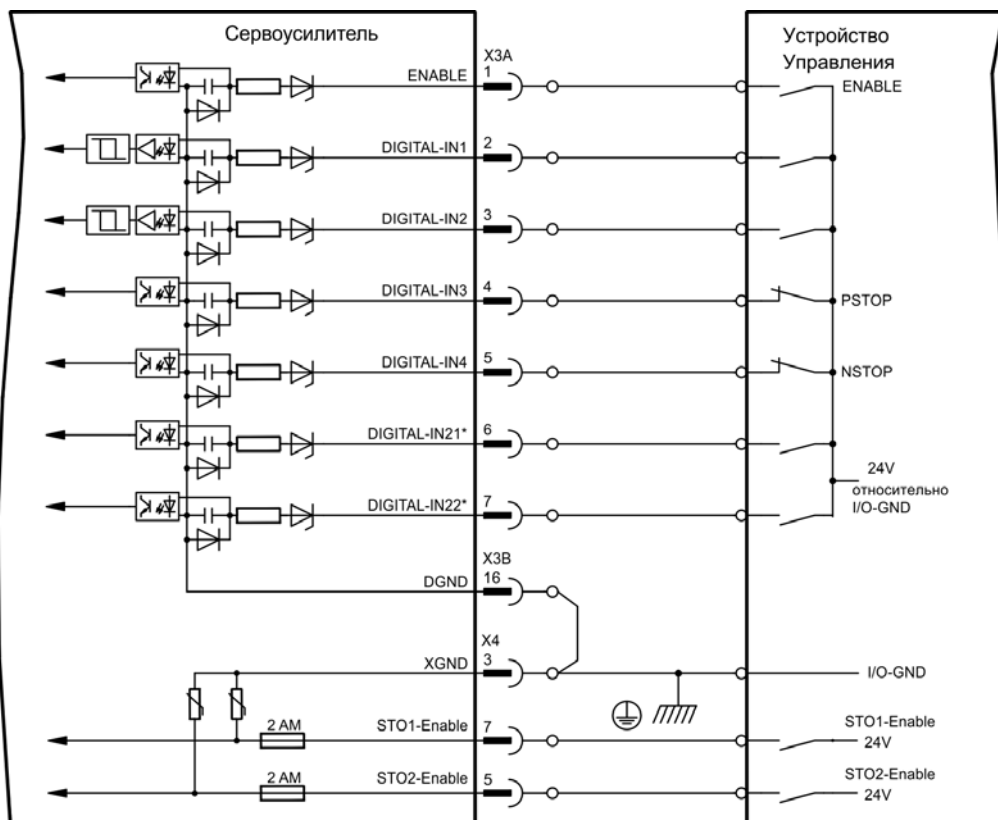 Сервоусилитель
Устройство
Управления
X3A
ENABLE
1
ENABLE
DIGITAL-IN1
2
DIGITAL-IN2
3
DIGITAL-IN3
4
PSTOP
DIGITAL-IN4
5
NSTOP
DIGITAL-IN21*
6
24V
относительно
I/O-GND
DIGITAL-IN22*
7
X3B
DGND
16
X4
XGND
3
I/O-GND
2 AM
STO1-Enable
7
STO1-Enable
24V
2 AM
STO2-Enable
5
STO2-Enable
24V